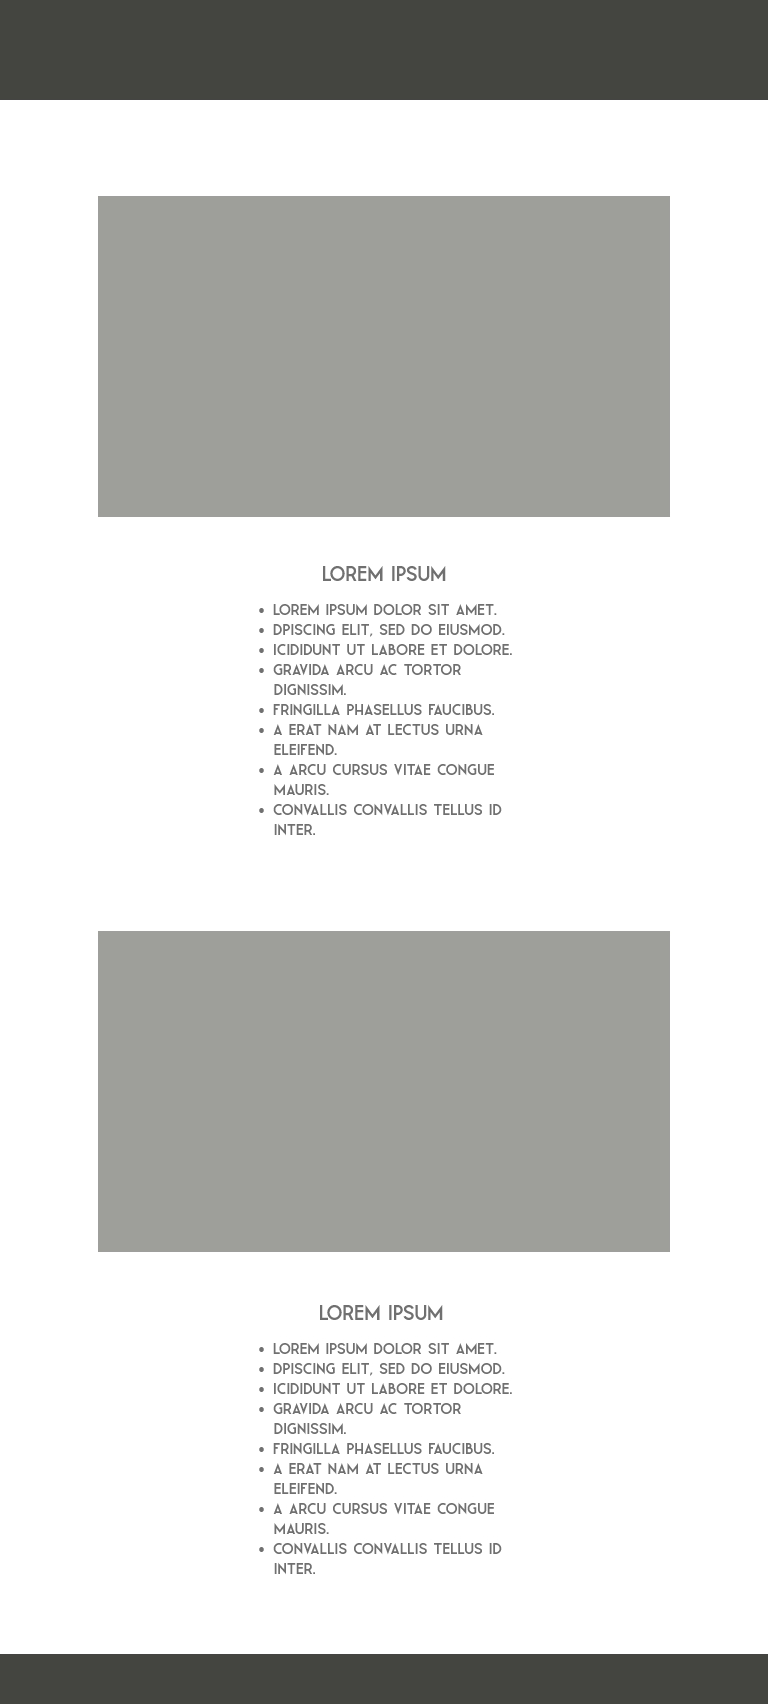 LOREM IPSUM
• LOREM IPSUM DOLOR SIT AMET.
• DPISCING ELIT, SED DO EIUSMOD.
• ICIDIDUNT UT LABORE ET DOLORE.
• GRAVIDA ARCU AC TORTOR
DIGNISSIM.
• FRINGILLA PHASELLUS FAUCIBUS.
• A ERAT NAM AT LECTUS URNA
ELEIFEND.
• A ARCU CURSUS VITAE CONGUE
MAURIS.
• CONVALLIS CONVALLIS TELLUS ID
INTER.
LOREM IPSUM
• LOREM IPSUM DOLOR SIT AMET.
• DPISCING ELIT, SED DO EIUSMOD.
• ICIDIDUNT UT LABORE ET DOLORE.
• GRAVIDA ARCU AC TORTOR
DIGNISSIM.
• FRINGILLA PHASELLUS FAUCIBUS.
• A ERAT NAM AT LECTUS URNA
ELEIFEND.
• A ARCU CURSUS VITAE CONGUE
MAURIS.
• CONVALLIS CONVALLIS TELLUS ID
INTER.